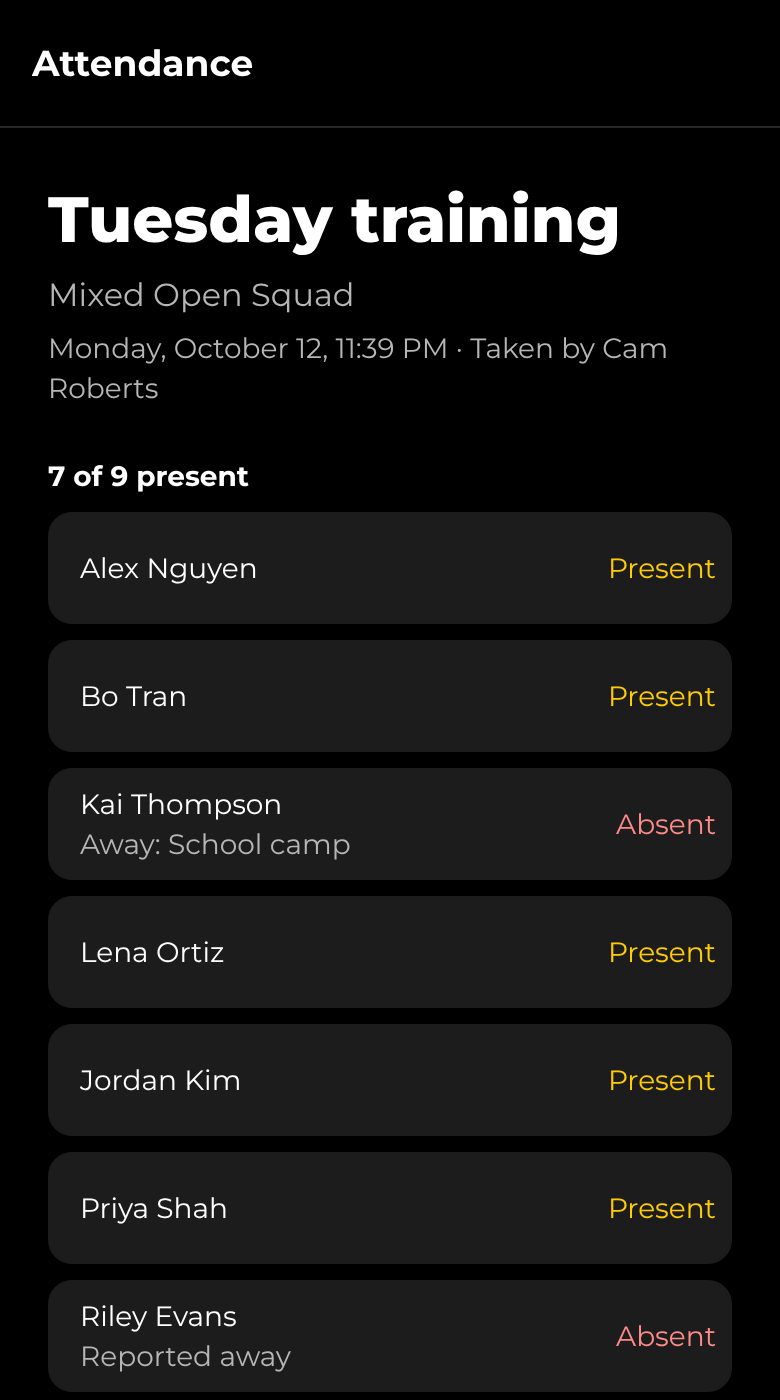 Attendance
Tuesday training
Mixed Open Squad
Monday, October 12, 11:39 PM · Taken by Cam
Roberts
7 of 9 present
Alex Nguyen Present
Bo Tran Present
Kai Thompson
Away: School camp
Absent
Lena Ortiz Present
Jordan Kim Present
Priya Shah Present
Riley Evans
Reported away
Absent